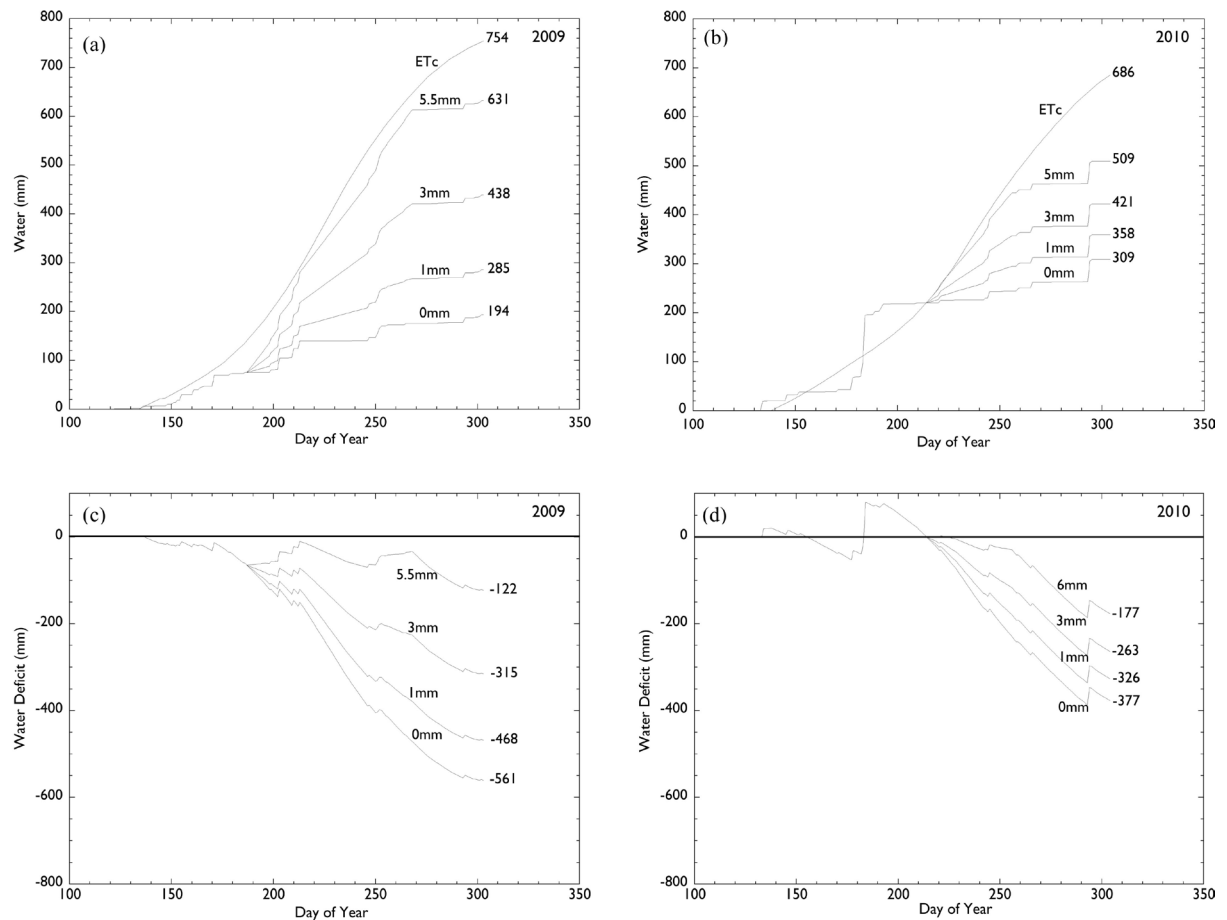 (a)
2009
800
700
600
500
400
300
200
100
0
Water (mm)
ETc
754
5.5mm
631
3mm
438
1mm
285
0mm
194
100 150 200 250 300 350
Day of Year
(b)
2010
800
700
600
500
400
300
200
100
0
Water (mm)
ETc
686
5mm
509
3mm
421
1mm
358
0mm
309
100 150 200 250 300 350
Day of Year
(c)
2009
0
-200
-400
-600
-800
Water Deficit (mm)
5.5mm
-122
3mm
-315
1mm
-468
0mm
-561
100 150 200 250 300 350
Day of Year
(d)
2010
0
-200
-400
-600
-800
Water Deficit (mm)
6mm
-177
3mm
-263
1mm
-326
0mm
-377
100 150 200 250 300 350
Day of Year